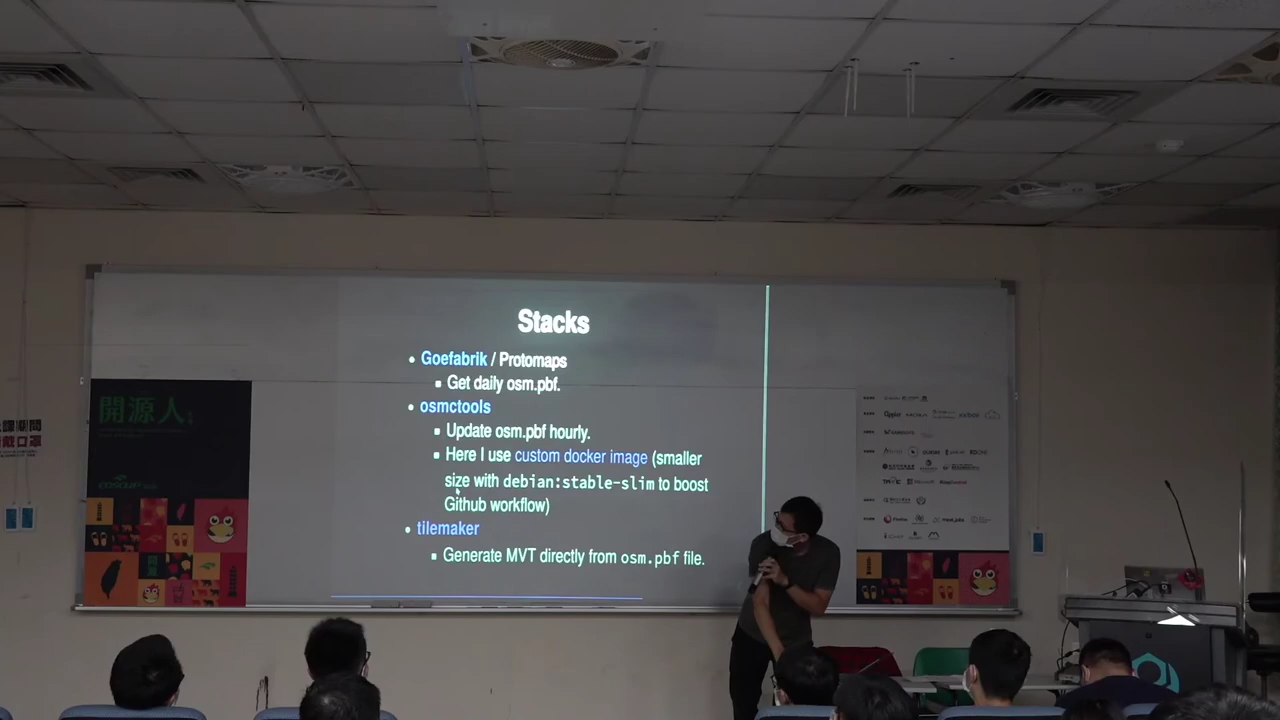 Stacks
• Goefabrik / Protomaps
▪ Get daily osm.pbf.
• osmctools
▪ Update osm.pbf hourly.
▪ Here I use custom docker image (smaller
size with debian:stable-slim to boost
Github workflow)
• tilemaker
▪ Generate MVT directly from osm.pbf file.
開源人